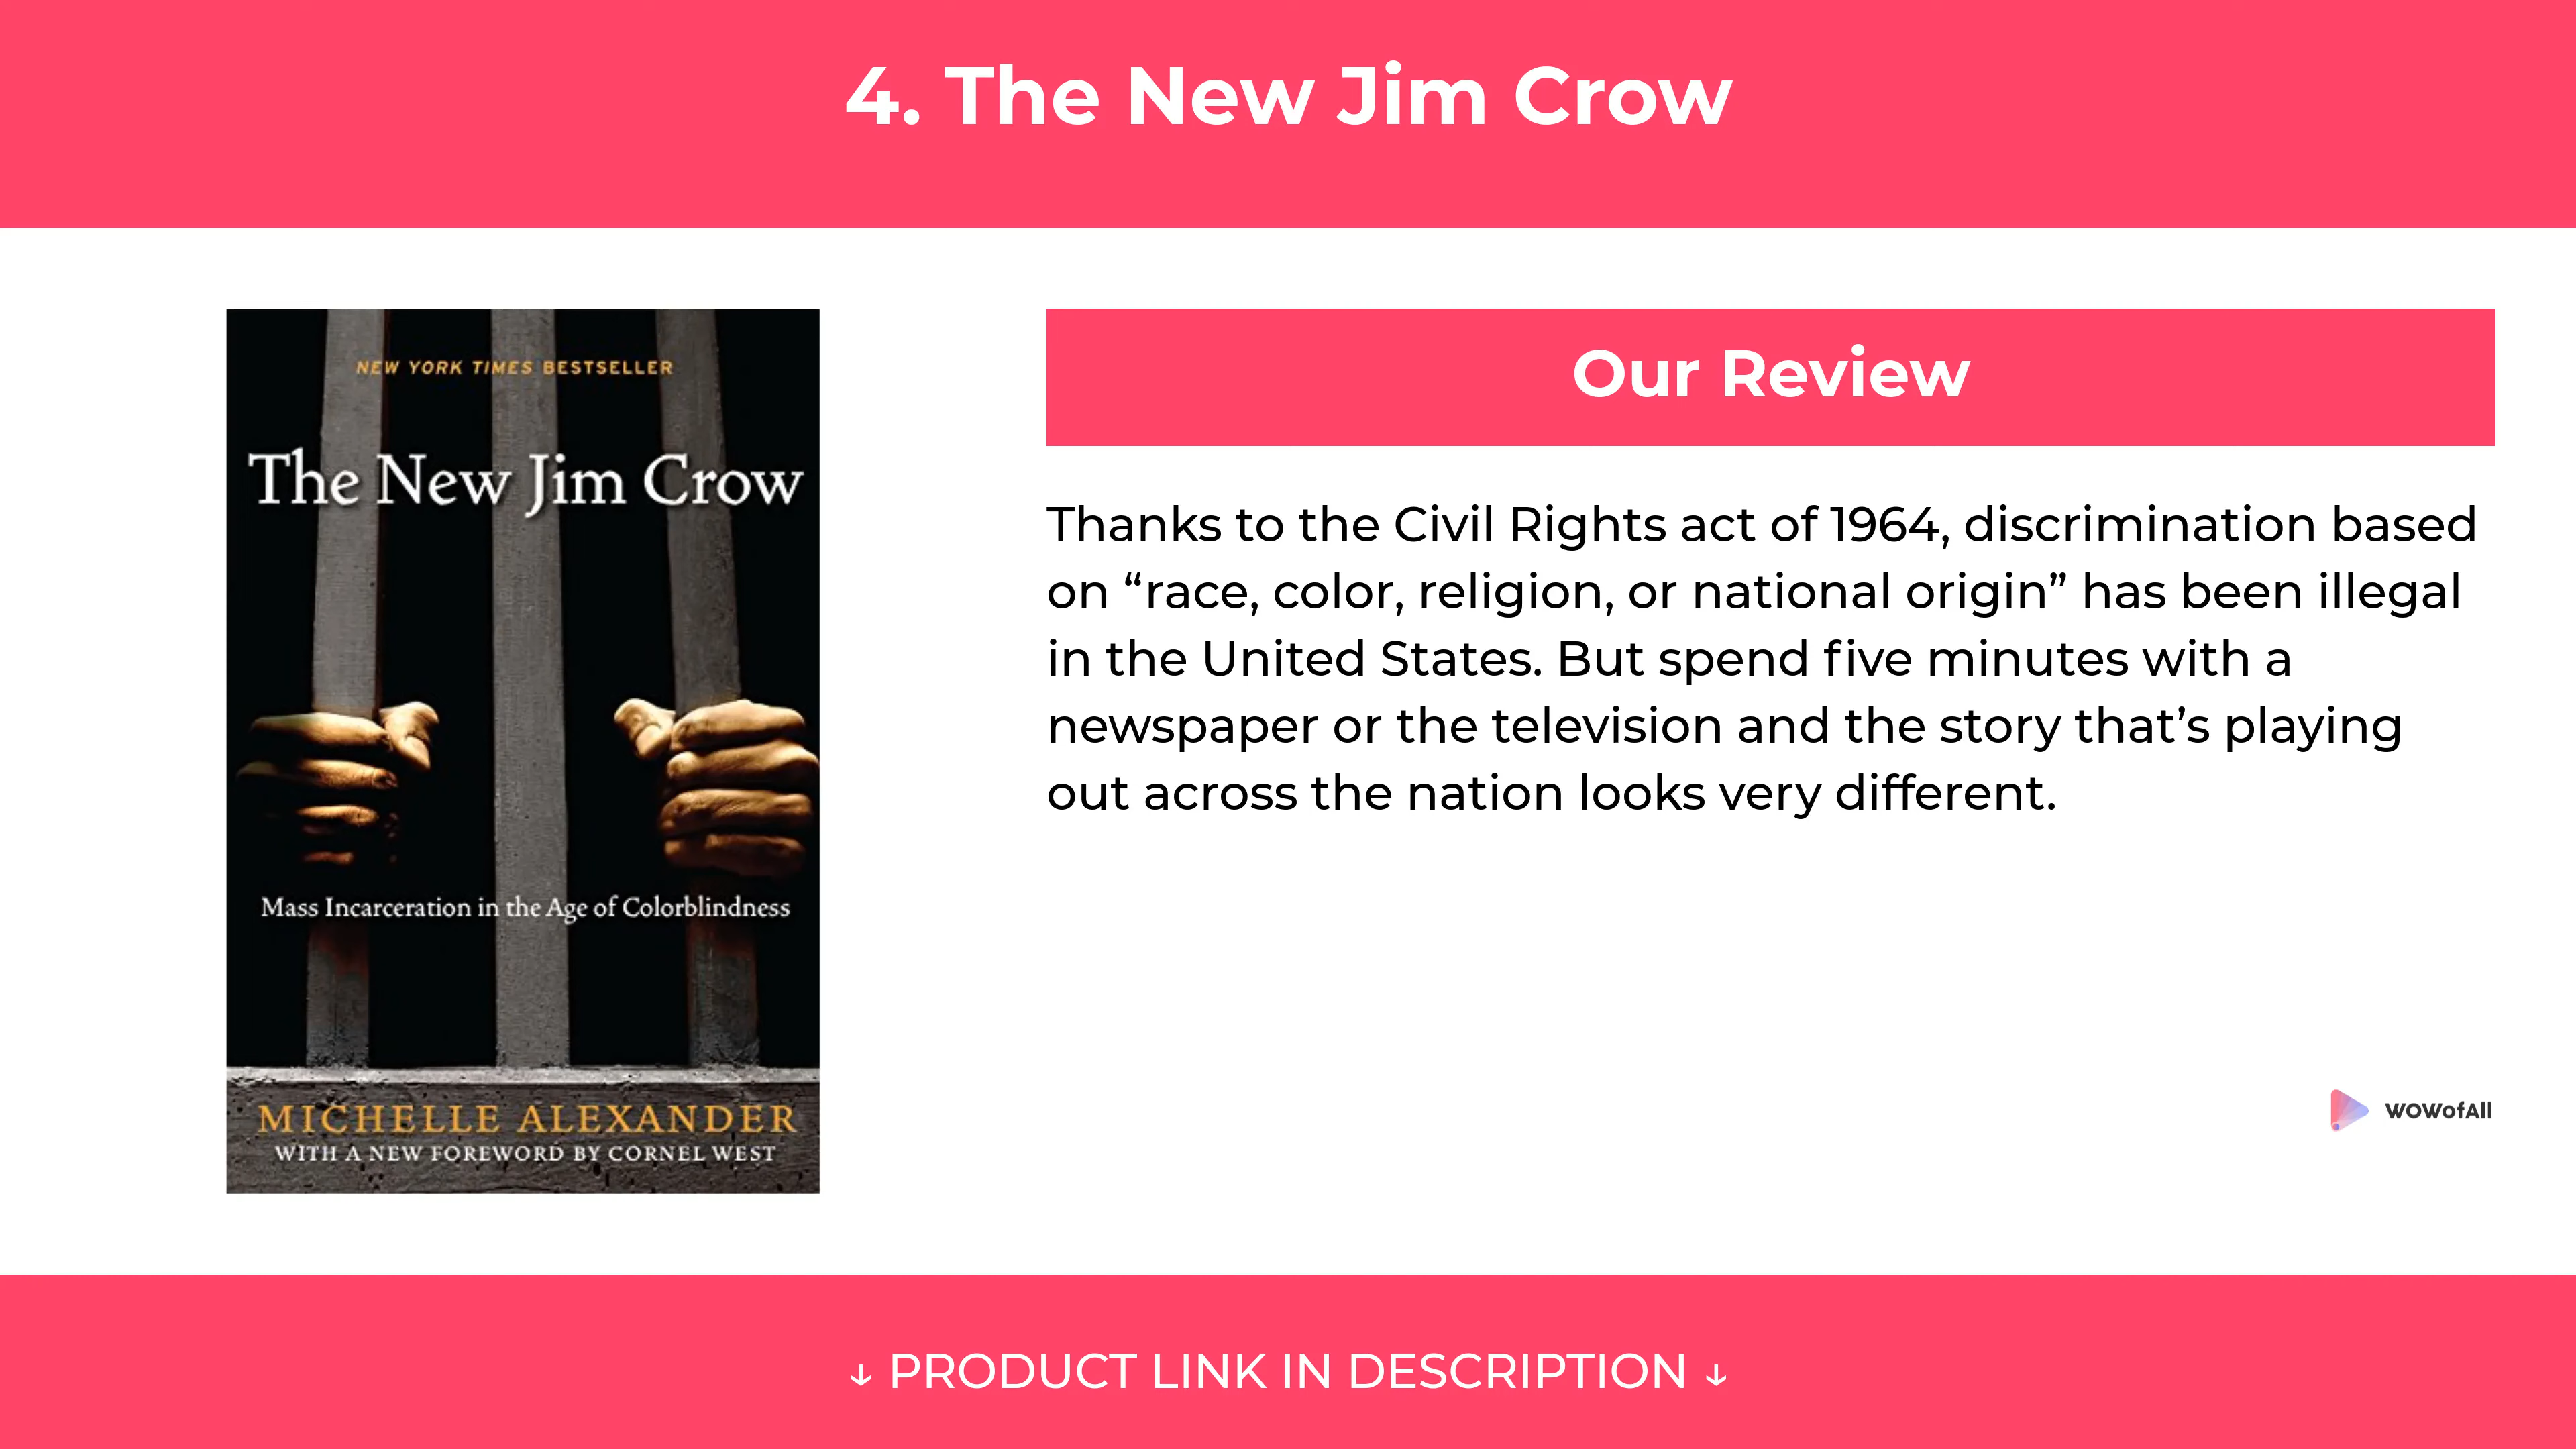 4. The New Jim Crow
NEW YORK TIMES BESTSELLER
The New Jim Crow
Mass Incarceration in the Age of Colorblindness
MICHELLE ALEXANDER
WITH A NEW FOREWORD BY CORNEL WEST
Our Review
Thanks to the Civil Rights act of 1964, discrimination based
on “race, color, religion, or national origin” has been illegal
in the United States. But spend five minutes with a
newspaper or the television and the story that’s playing
out across the nation looks very different.
WOWofAll
↓ PRODUCT LINK IN DESCRIPTION ↓